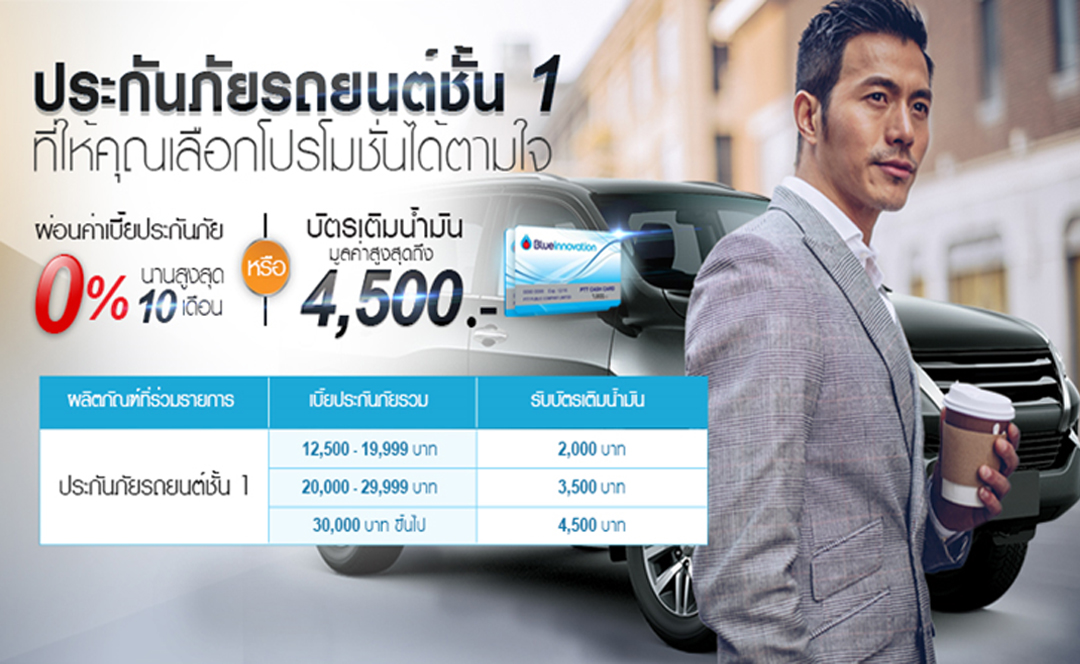 ประกันภัยรถยนต์ชั้น 1
ที่ให้คุณเลือกโปรโมชั่นได้ตามใจ
ผ่อนค่าเบี้ยประกันภัย
0% นานสูงสุด
10 เดือน
หรือ
บัตรเติมน้ำมัน
มูลค่าสูงสุดถึง
4,500.-
BlueInnovation
PTT CASH CARD
ผลิตภัณฑ์ที่ร่วมรายการ เบี้ยประกันภัยรวม รับบัตรเติมน้ำมัน
ประกันภัยรถยนต์ชั้น 1
12,500 - 19,999 บาท 2,000 บาท
20,000 - 29,999 บาท 3,500 บาท
30,000 บาท ขึ้นไป 4,500 บาท